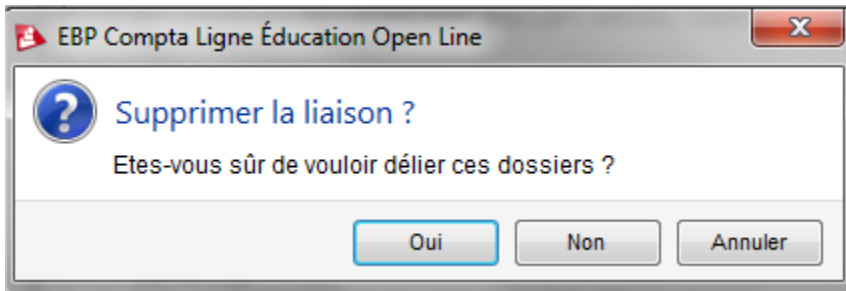 EBP Compta Ligne Éducation Open Line
Supprimer la liaison ?
Etes-vous sûr de vouloir délier ces dossiers ?
Oui Non Annuler